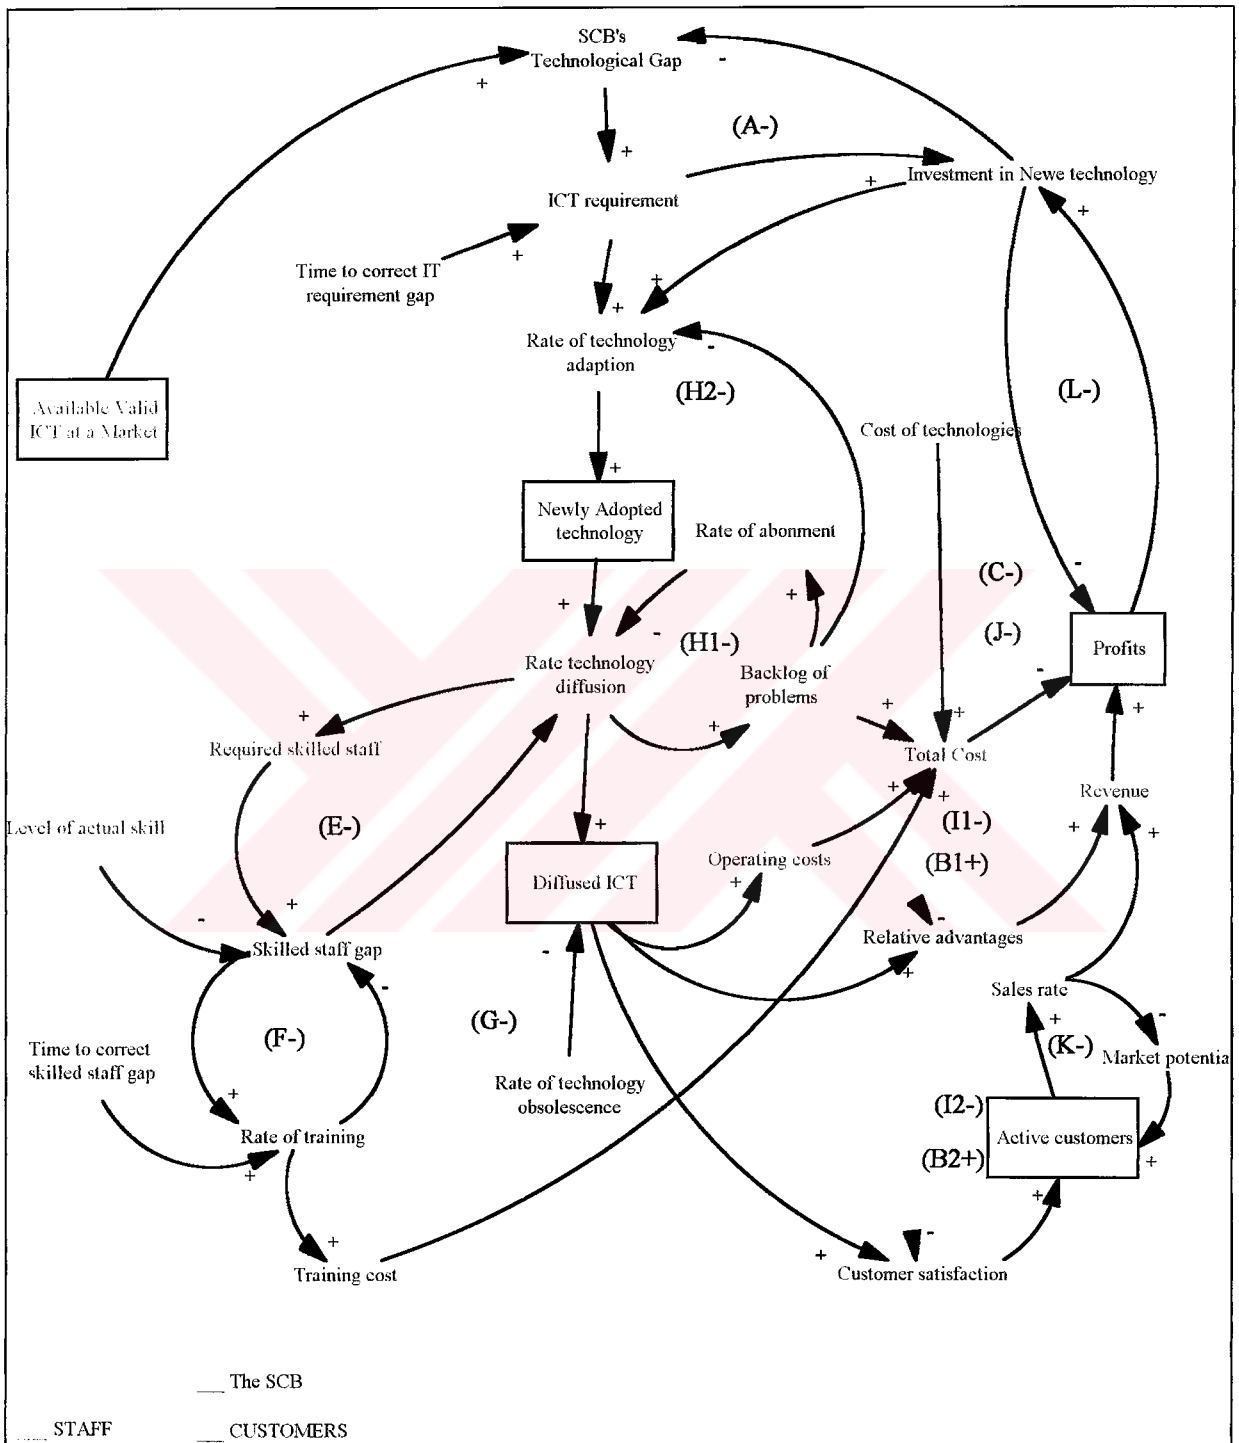 SCB's
Technological Gap
-
+
(A-)
+
Investment in Newe technology
+
ICT requirement
+
+
Time to correct IT
requirement gap
+
+
Rate of technology
adaption
-
(H2-)
(L-)
Available Valid
ICT at a Market
Cost of technologies
+
Newly Adopted
technology
Rate of abonment
-
(C-)
+
+
(J-)
-
(H1-)
Profits
Rate technology
diffusion
Backlog of
problems
-
+
+
+
+
+
Required skilled staff
Total Cost
+
+
Revenue
(E-)
+
(I1-)
+
+
Level of actual skill
Operating costs
(B1+)
+
Diffused ICT
+
-
-
Skilled staff gap
Relative advantages
-
+
-
Sales rate
(G-)
+
-
(F-)
(K-)
Time to correct
skilled staff gap
Market potentia
Rate of technology
obsolescence
+
(I2-)
Rate of training
Active customers
(B2+)
+
+
+
+
-
+
Training cost
Customer satisfaction
___ The SCB
___ STAFF
___ CUSTOMERS